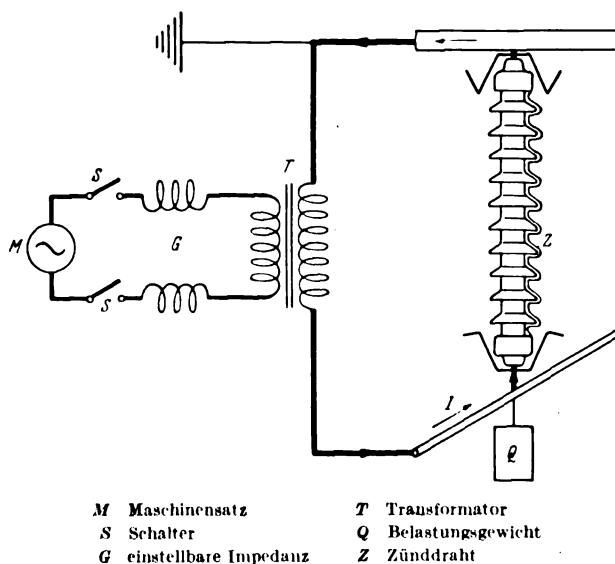 T
S
G
M
S
Z
I
Q
M Maschinensatz
S Schalter
G einstellbare Impedanz
T Transformator
Q Belastungsgewicht
Z Zünddraht